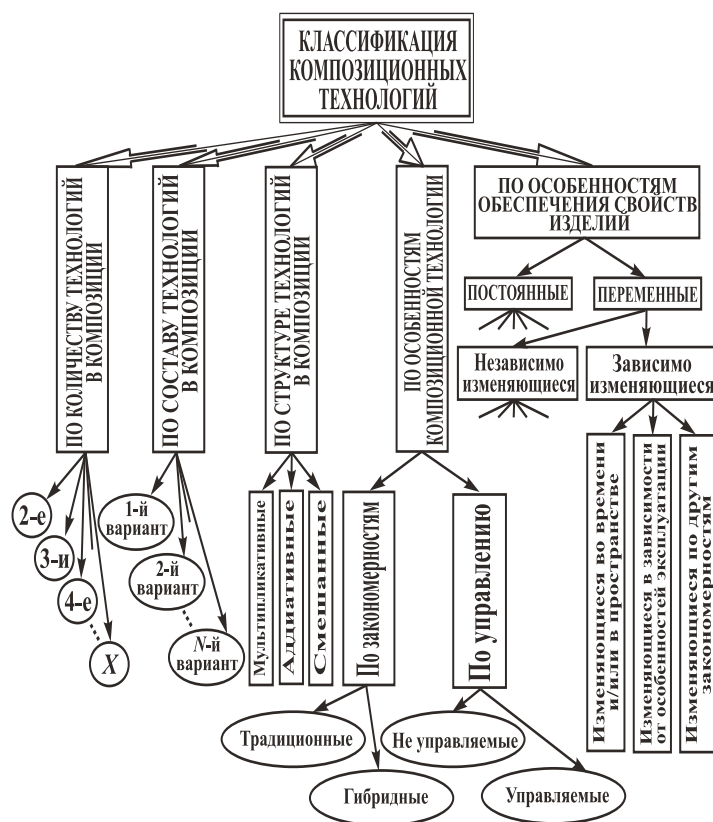 КЛАССИФИКАЦИЯ
КОМПОЗИЦИОННЫХ
ТЕХНОЛОГИЙ
ПО КОЛИЧЕСТВУ ТЕХНОЛОГИЙ
В КОМПОЗИЦИИ
ПО СОСТАВУ ТЕХНОЛОГИЙ
В КОМПОЗИЦИИ
ПО СТРУКТУРЕ ТЕХНОЛОГИЙ
В КОМПОЗИЦИИ
ПО ОСОБЕННОСТЯМ
КОМПОЗИЦИОННОЙ ТЕХНОЛОГИИ
ПО ОСОБЕННОСТЯМ
ОБЕСПЕЧЕНИЯ СВОЙСТВ
ИЗДЕЛИЙ
ПОСТОЯННЫЕ
ПЕРЕМЕННЫЕ
Независимо
изменяющиеся
Зависимо
изменяющиеся
2-е
3-и
4-е
X
1-й
вариант
2-й
вариант
N-й
вариант
Мультипликативные
Аддиативные
Смешанные
По закономерностям
По управлению
Изменяющиеся во времени
и/или в пространстве
Изменяющиеся в зависимости
от особенностей эксплуатации
Изменяющиеся по другим
закономерностям
Традиционные
Не управляемые
Гибридные
Управляемые